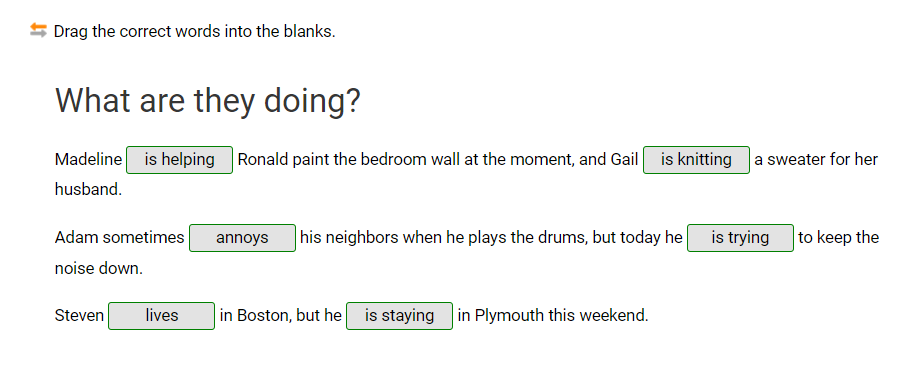 Drag the correct words into the blanks.
What are they doing?
Madeline is helping Ronald paint the bedroom wall at the moment, and Gail is knitting a sweater for her
husband.
Adam sometimes annoys his neighbors when he plays the drums, but today he is trying to keep the
noise down.
Steven lives in Boston, but he is staying in Plymouth this weekend.